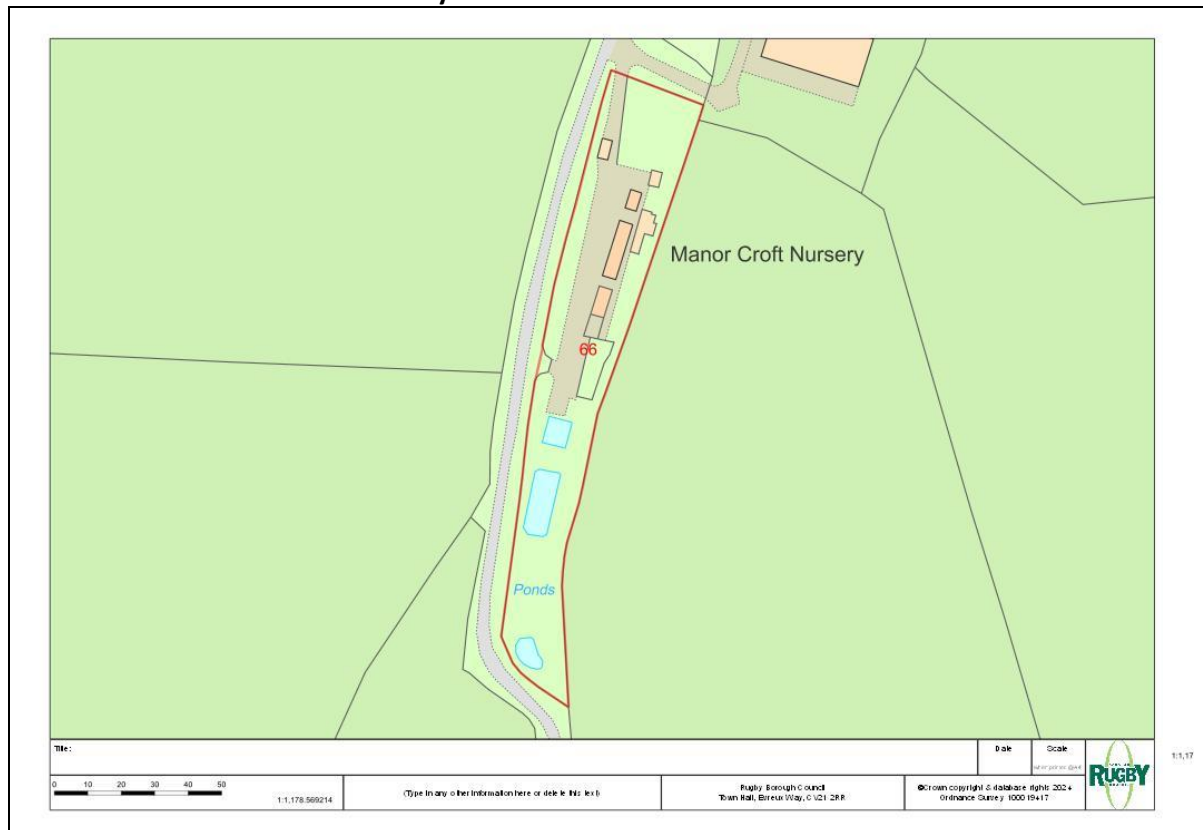 Manor Croft Nursery
66
Ponds
Title:
Date
Scale
0 10 20 30 40 50
1:1,178.569214
(Type in any other information here or delete this text)
Rugby Borough Council
Town Hall, Evreux Way, CV21 2RR
©Crown copyright & database rights 2024
Ordnance Survey 100019417
RUGBY
1:1,17